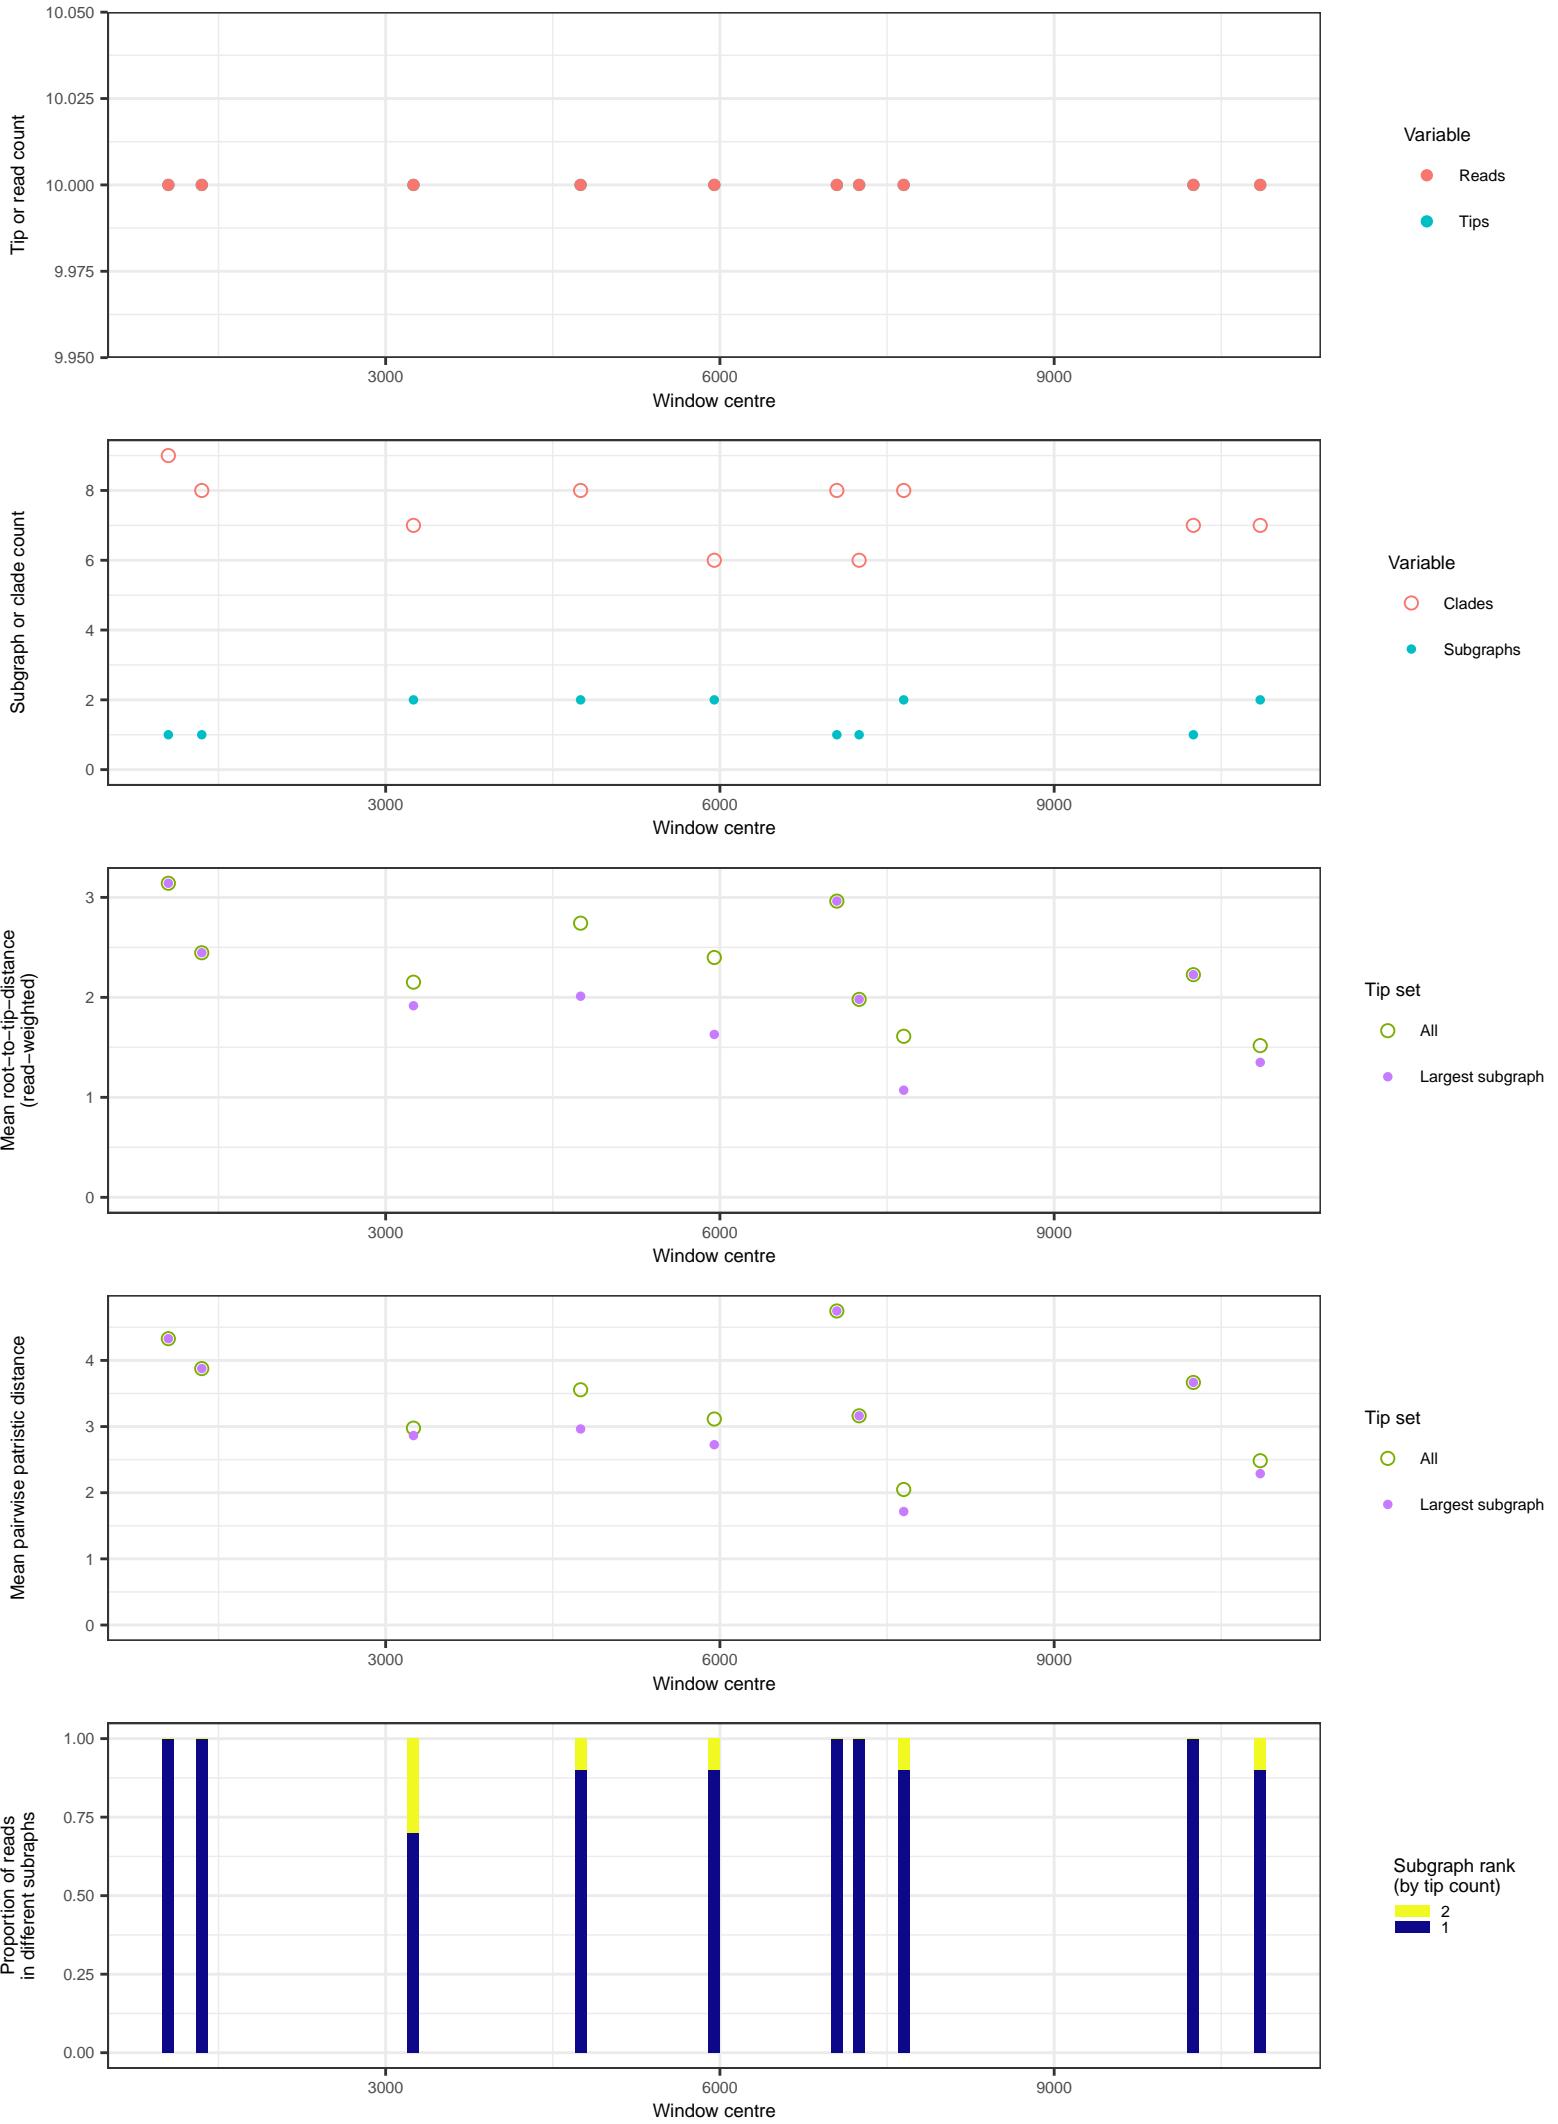 10.050
10.025
10.000
9.975
9.950
Tip or read count
3000 6000 9000
Window centre
Variable
Reads
Tips
8
6
4
2
0
Subgraph or clade count
3000 6000 9000
Window centre
Variable
Clades
Subgraphs
3
2
1
0
Mean root−to−tip−distance
(read−weighted)
3000 6000 9000
Window centre
Tip set
All
Largest subgraph
4
3
2
1
0
Mean pairwise patristic distance
3000 6000 9000
Window centre
Tip set
All
Largest subgraph
1.00
0.75
0.50
0.25
0.00
Proportion of reads
in different subraphs
3000 6000 9000
Window centre
Subgraph rank
(by tip count)
2
1